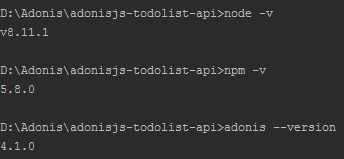 D:\Adonis\adonisjs-todolist-api>node -v
v8.11.1
D:\Adonis\adonisjs-todolist-api>npm -v
5.8.0
D:\Adonis\adonisjs-todolist-api>adonis --version
4.1.0